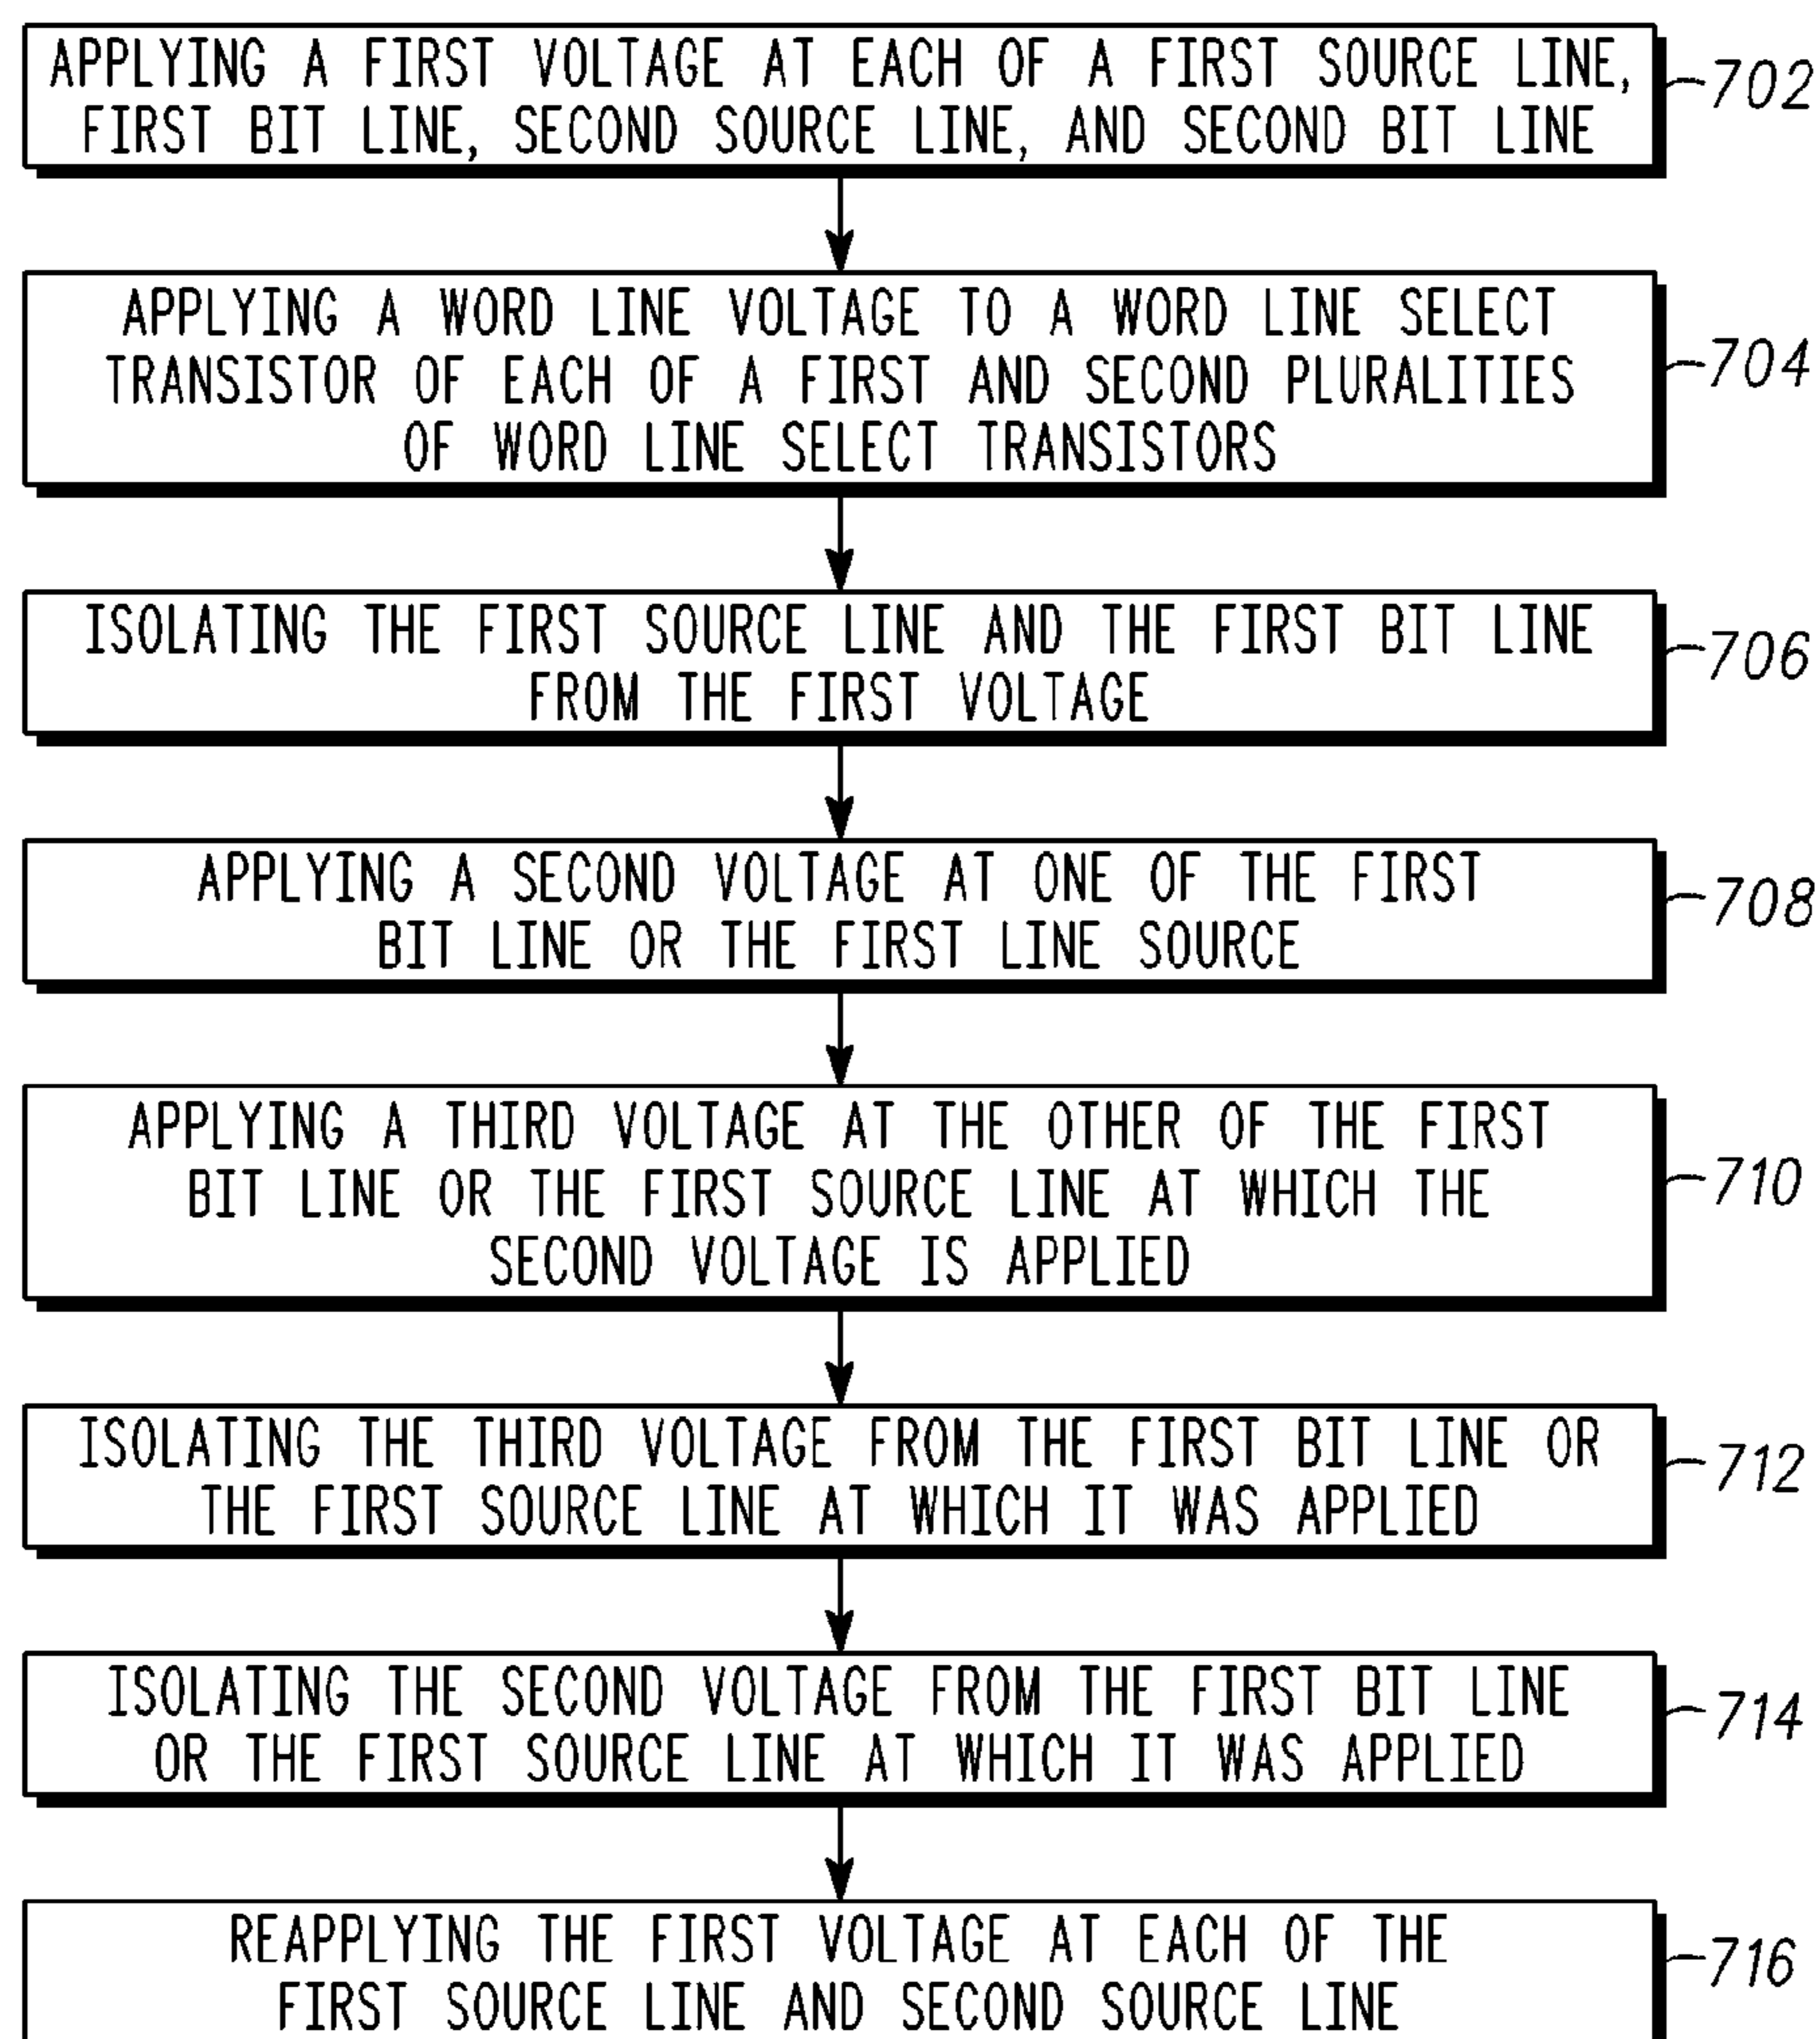 APPLYING A FIRST VOLTAGE AT EACH OF A FIRST SOURCE LINE,
FIRST BIT LINE, SECOND SOURCE LINE, AND SECOND BIT LINE
702
APPLYING A WORD LINE VOLTAGE TO A WORD LINE SELECT
TRANSISTOR OF EACH OF A FIRST AND SECOND PLURALITIES
OF WORD LINE SELECT TRANSISTORS
704
ISOLATING THE FIRST SOURCE LINE AND THE FIRST BIT LINE
FROM THE FIRST VOLTAGE
706
APPLYING A SECOND VOLTAGE AT ONE OF THE FIRST
BIT LINE OR THE FIRST LINE SOURCE
708
APPLYING A THIRD VOLTAGE AT THE OTHER OF THE FIRST
BIT LINE OR THE FIRST SOURCE LINE AT WHICH THE
SECOND VOLTAGE IS APPLIED
710
ISOLATING THE THIRD VOLTAGE FROM THE FIRST BIT LINE OR
THE FIRST SOURCE LINE AT WHICH IT WAS APPLIED
712
ISOLATING THE SECOND VOLTAGE FROM THE FIRST BIT LINE
OR THE FIRST SOURCE LINE AT WHICH IT WAS APPLIED
714
REAPPLYING THE FIRST VOLTAGE AT EACH OF THE
FIRST SOURCE LINE AND SECOND SOURCE LINE
716